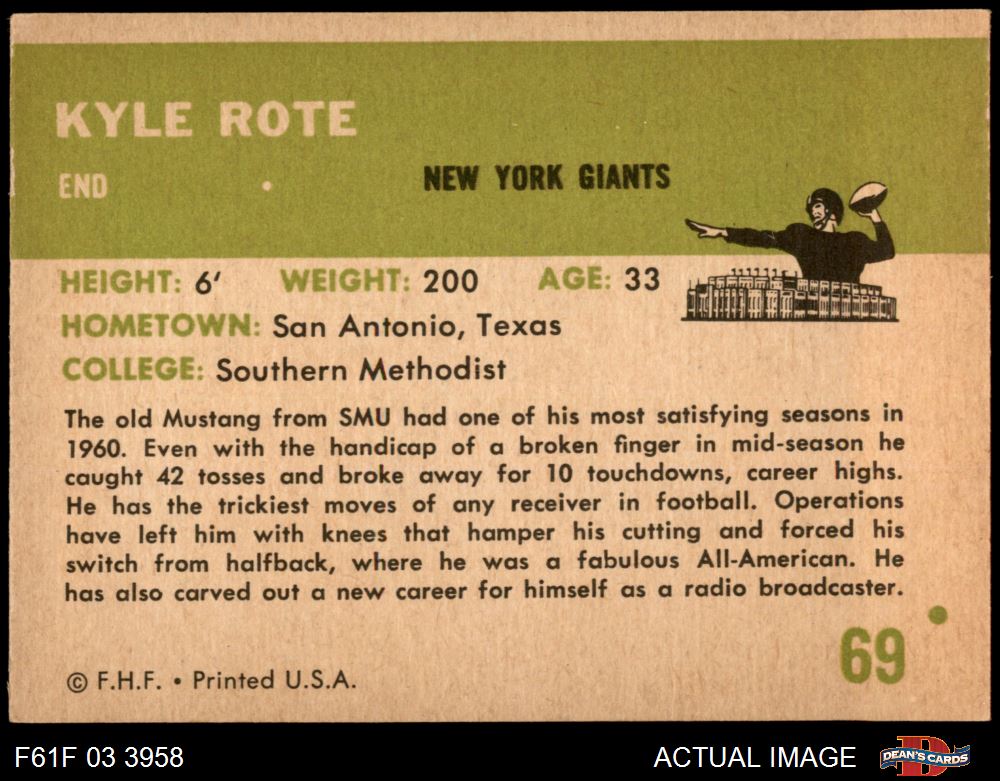 KYLE ROTE
END
NEW YORK GIANTS
HEIGHT: 6' WEIGHT: 200 AGE: 33
HOMETOWN: San Antonio, Texas
COLLEGE: Southern Methodist
The old Mustang from SMU had one of his most satisfying seasons in
1960. Even with the handicap of a broken finger in mid-season he
caught 42 tosses and broke away for 10 touchdowns, career highs.
He has the trickiest moves of any receiver in football. Operations
have left him with knees that hamper his cutting and forced his
switch from halfback, where he was a fabulous All-American. He
has also carved out a new career for himself as a radio broadcaster.
69
© F.H.F. • Printed U.S.A.
F61F 03 3958 ACTUAL IMAGE DEAN'S CARDS